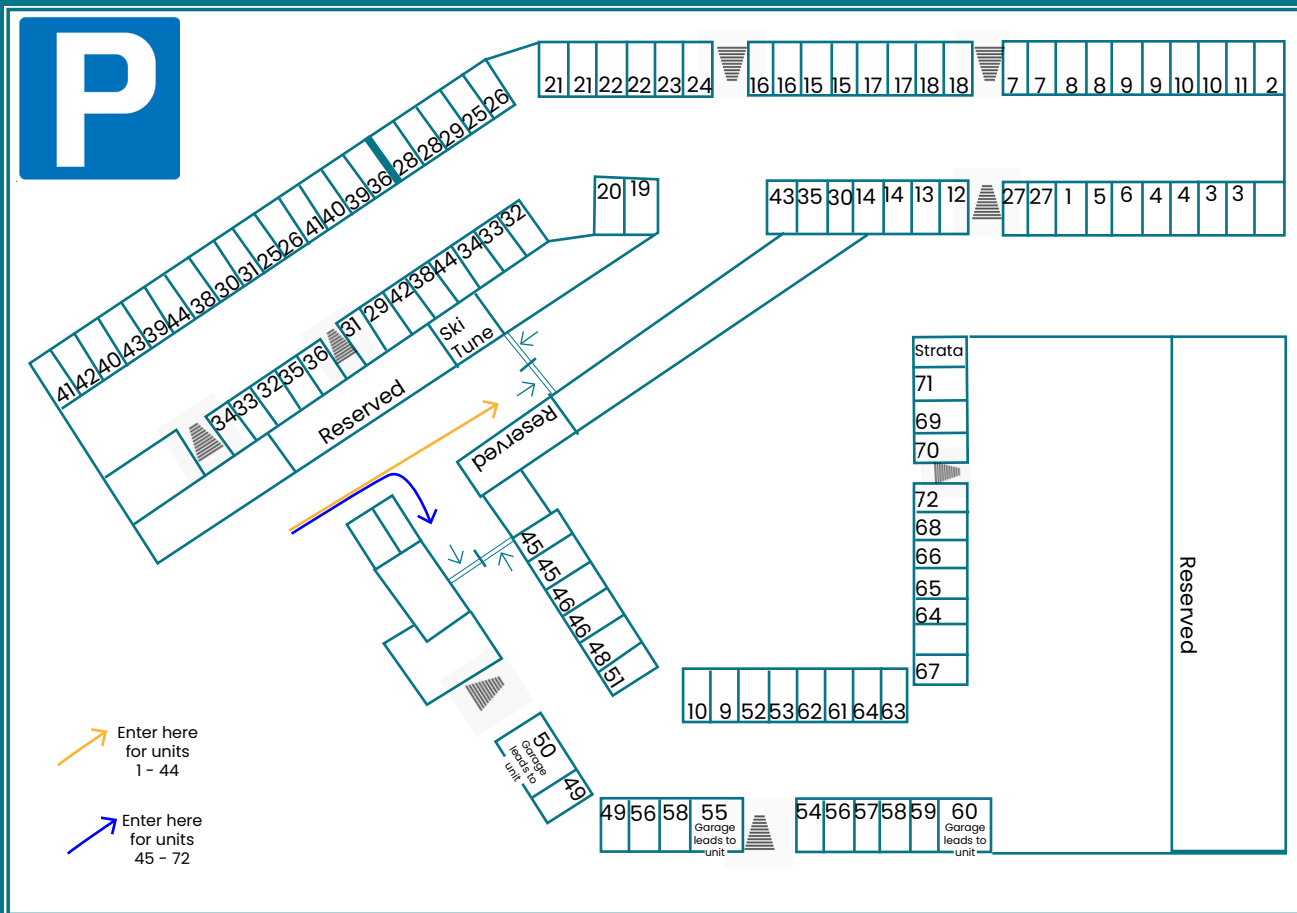 P
21 21 22 22 23 24
16 16 15 15 17 17 18 18
7 7 8 8 9 9 10 10 11 2
41 42 40 43 39 44 38 30 31 25 26 41 40 39 36 28 28 29 25 26
20 19
43 35 30 14 14 13 12
27 27 1 5 6 4 4 3 3
34 33 32 35 36
31 29 42 38 44 34 33 32
Ski
Tune
Reserved
Reserved
Strata
71
69
70
72
68
66
65
64
67
Reserved
45
45
46
46
48
51
10 9 52 53 62 61 64 63
50
Garage
leads to
unit
49
49 56 58 55
Garage
leads to
unit
54 56 57 58 59 60
Garage
leads to
unit
Enter here
for units
1 - 44
Enter here
for units
45 - 72